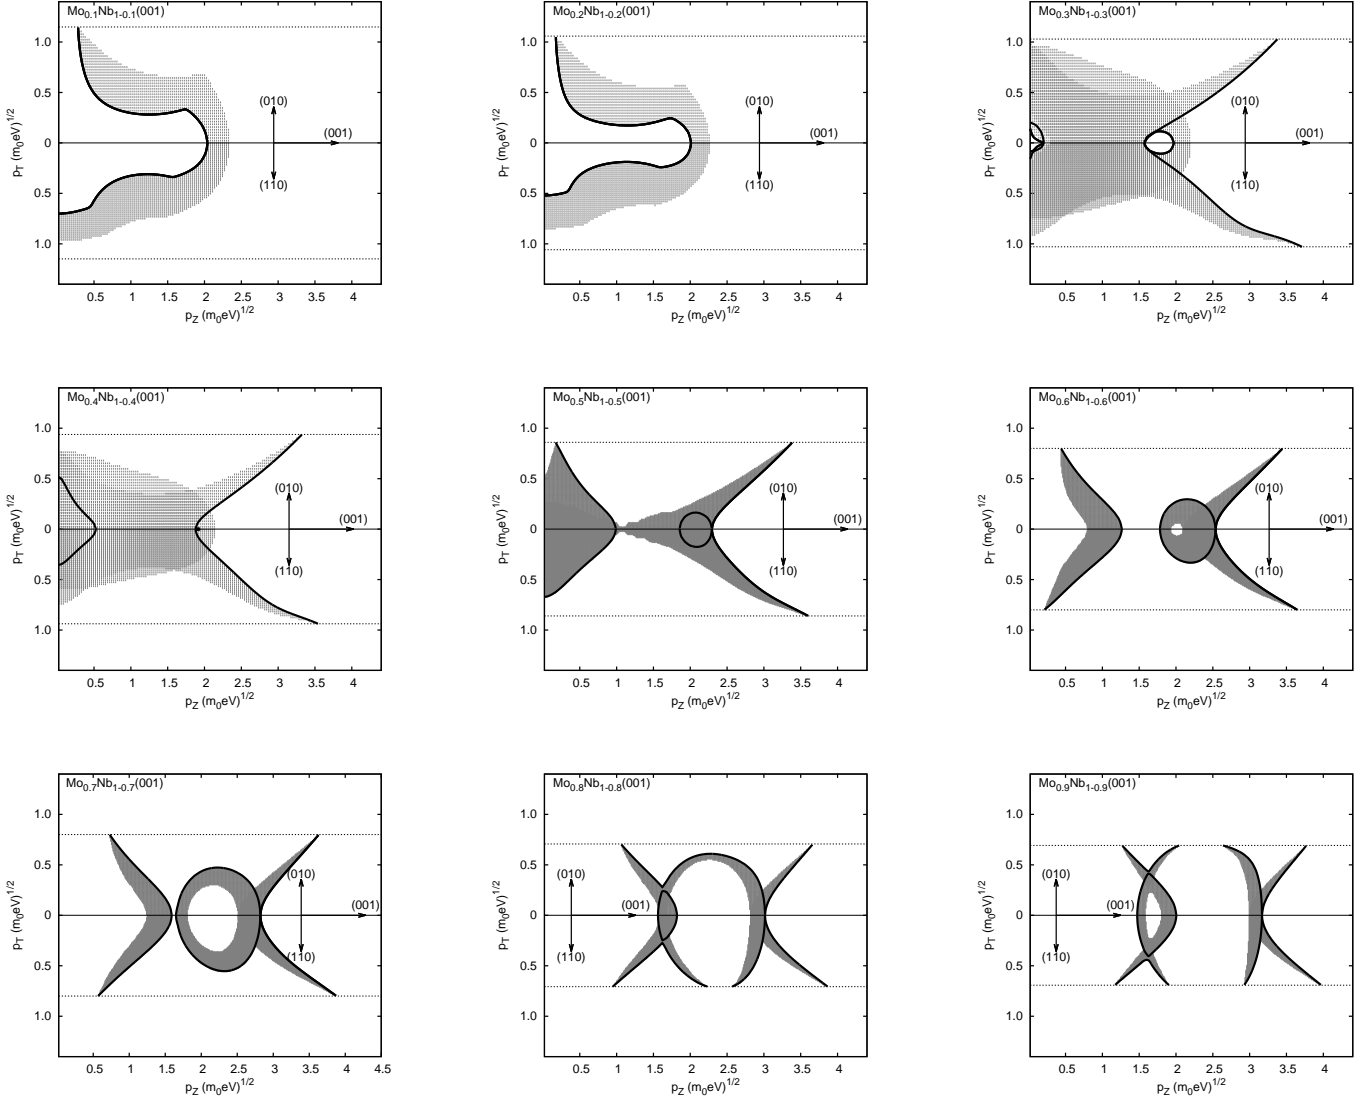 Mo0.1Nb1-0.1(001)
1.0
0.5
0
0.5
1.0
pT (m0eV)1/2
(010)
(001)
(110)
0.5 1 1.5 2 2.5 3 3.5 4
pZ (m0eV)1/2
Mo0.2Nb1-0.2(001)
1.0
0.5
0
0.5
1.0
pT (m0eV)1/2
(010)
(001)
(110)
0.5 1 1.5 2 2.5 3 3.5 4
pZ (m0eV)1/2
Mo0.3Nb1-0.3(001)
1.0
0.5
0
0.5
1.0
pT (m0eV)1/2
(010)
(001)
(110)
0.5 1 1.5 2 2.5 3 3.5 4
pZ (m0eV)1/2
Mo0.4Nb1-0.4(001)
1.0
0.5
0
0.5
1.0
pT (m0eV)1/2
(010)
(001)
(110)
0.5 1 1.5 2 2.5 3 3.5 4
pZ (m0eV)1/2
Mo0.5Nb1-0.5(001)
1.0
0.5
0
0.5
1.0
pT (m0eV)1/2
(010)
(001)
(110)
0.5 1 1.5 2 2.5 3 3.5 4
pZ (m0eV)1/2
Mo0.6Nb1-0.6(001)
1.0
0.5
0
0.5
1.0
pT (m0eV)1/2
(010)
(001)
(110)
0.5 1 1.5 2 2.5 3 3.5 4
pZ (m0eV)1/2
Mo0.7Nb1-0.7(001)
1.0
0.5
0
0.5
1.0
pT (m0eV)1/2
(010)
(001)
(110)
0.5 1 1.5 2 2.5 3 3.5 4 4.5
pZ (m0eV)1/2
Mo0.8Nb1-0.8(001)
1.0
0.5
0
0.5
1.0
pT (m0eV)1/2
(010)
(001)
(110)
0.5 1 1.5 2 2.5 3 3.5 4
pZ (m0eV)1/2
Mo0.9Nb1-0.9(001)
1.0
0.5
0
0.5
1.0
pT (m0eV)1/2
(010)
(001)
(110)
0.5 1 1.5 2 2.5 3 3.5 4
pZ (m0eV)1/2